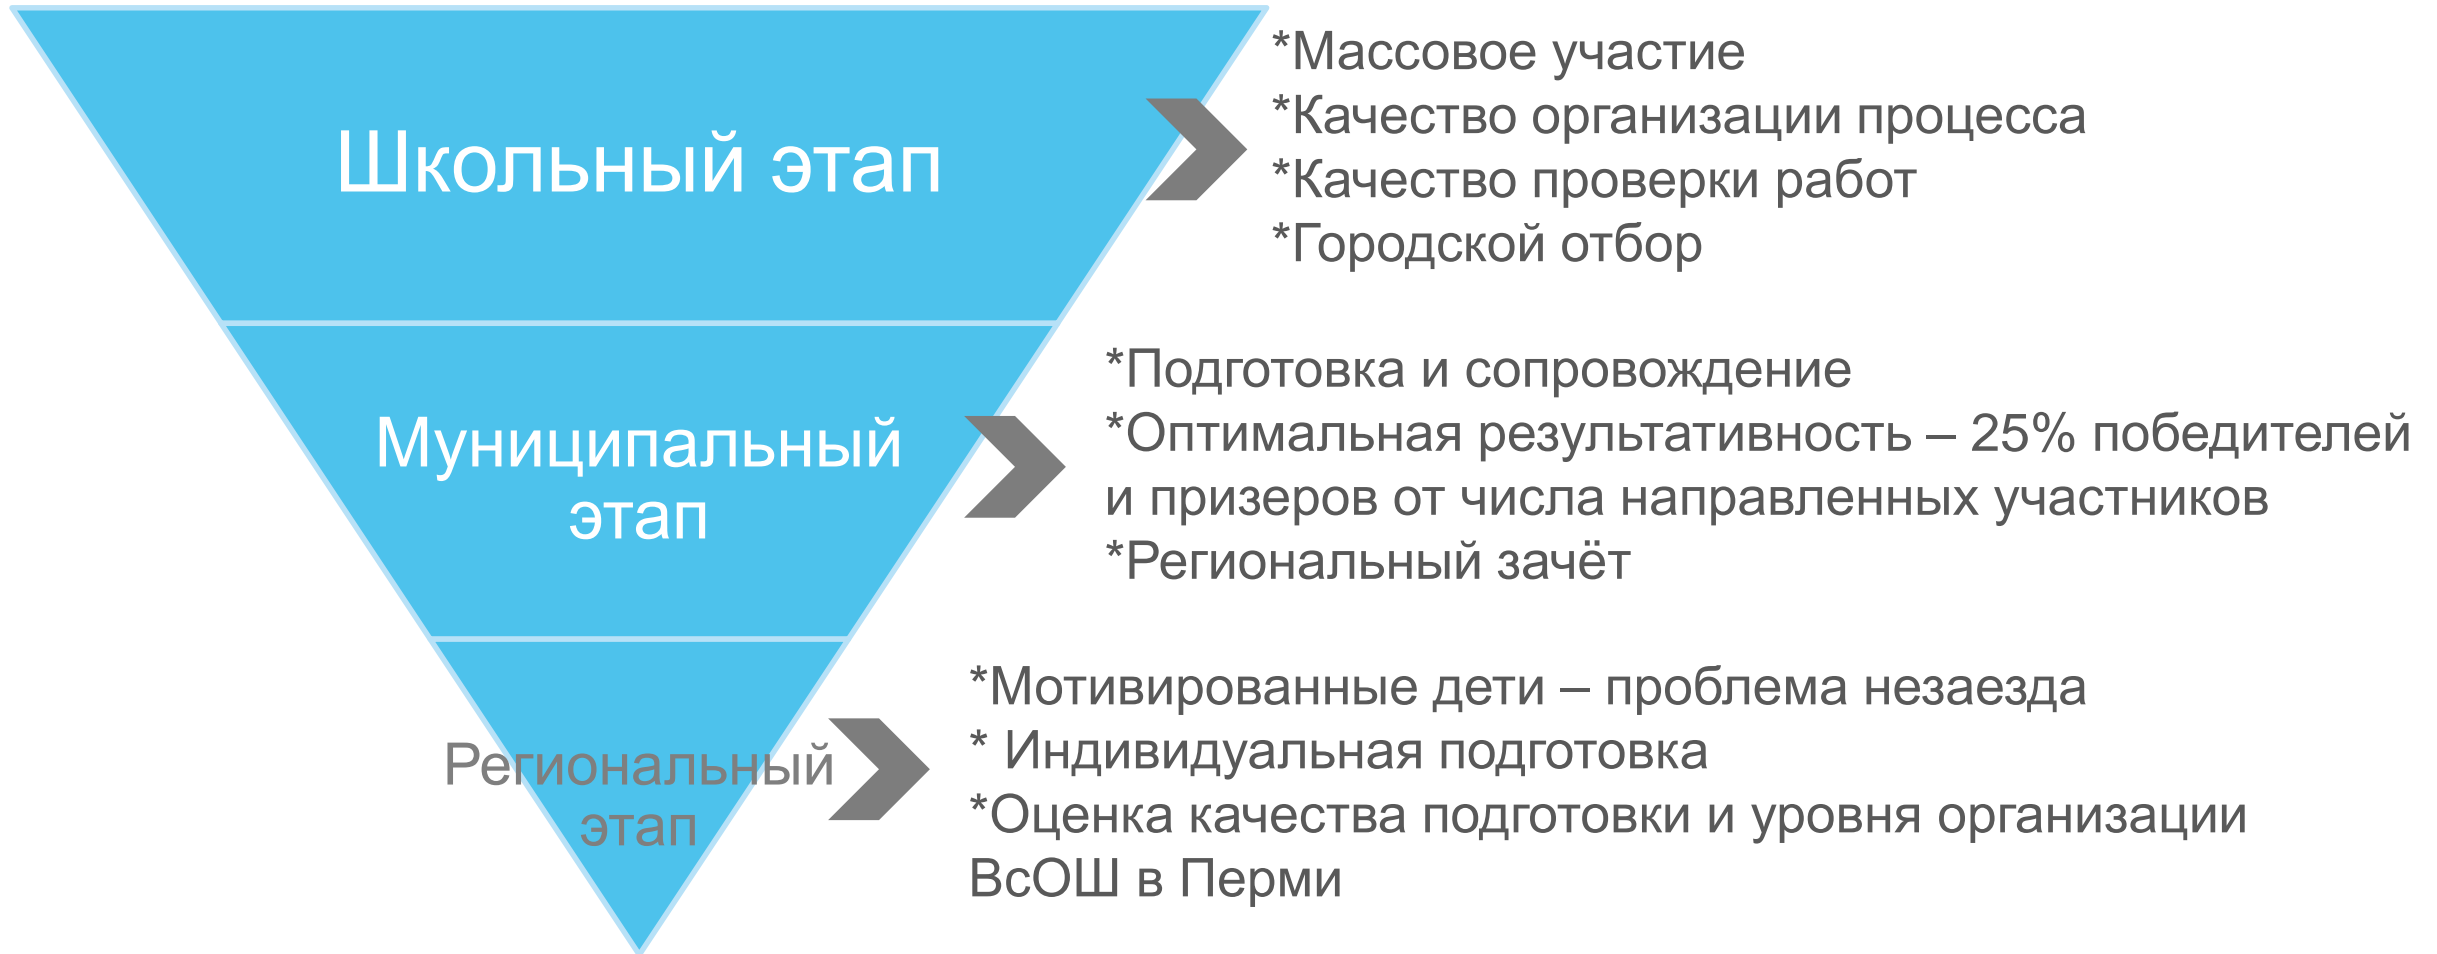 Школьный этап
*Массовое участие
*Качество организации процесса
*Качество проверки работ
*Городской отбор
Муниципальный
этап
*Подготовка и сопровождение
*Оптимальная результативность – 25% победителей
и призеров от числа направленных участников
*Региональный зачёт
Региональный
этап
*Мотивированные дети – проблема незаезда
* Индивидуальная подготовка
*Оценка качества подготовки и уровня организации
ВсОШ в Перми